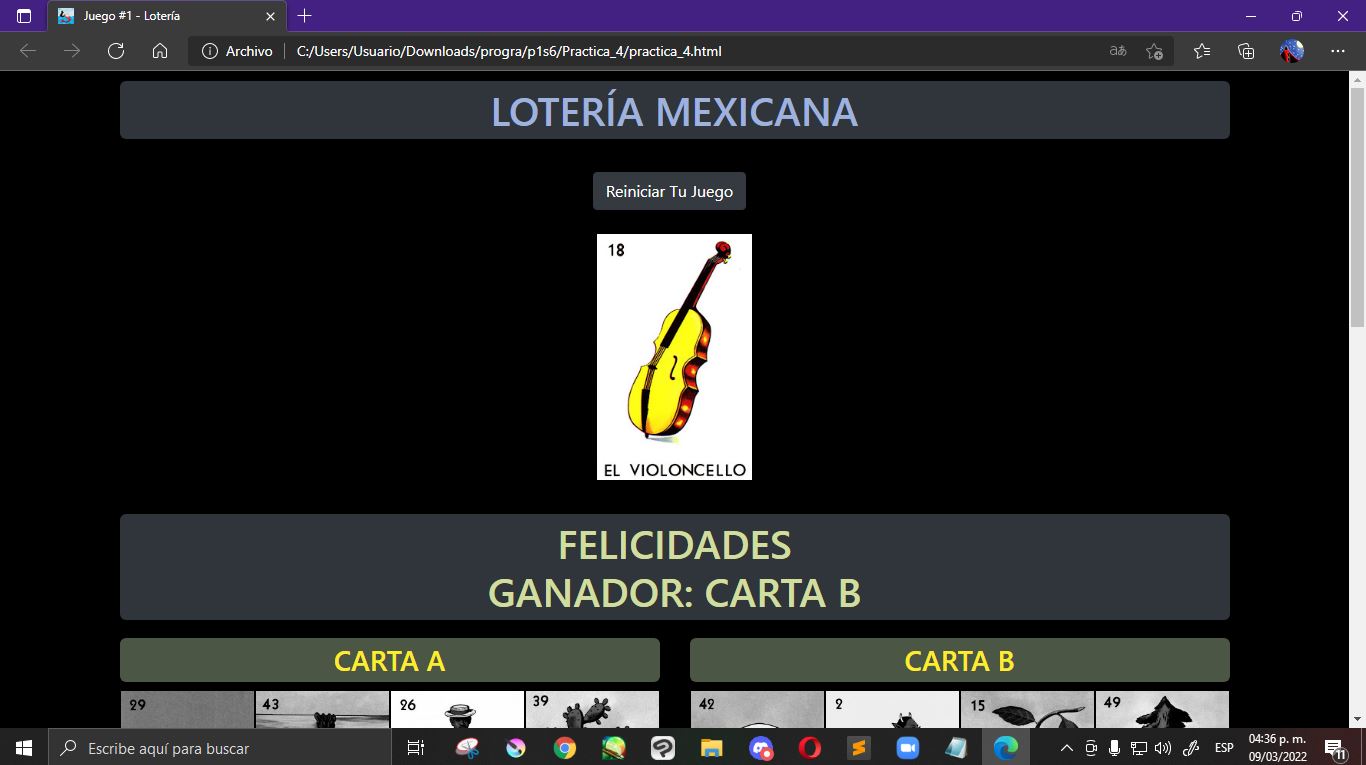 Juego #1 - Lotería
Archivo
C:/Users/Usuario/Downloads/progra/p1s6/Practica_4/practica_4.html
aあ
LOTERÍA MEXICANA
Reiniciar Tu Juego
18
EL VIOLONCELLO
FELICIDADES
GANADOR: CARTA B
CARTA A
CARTA B
29
43
26
39
42
2
15
49
Escribe aquí para buscar
ESP
04:36 p. m.
09/03/2022
11